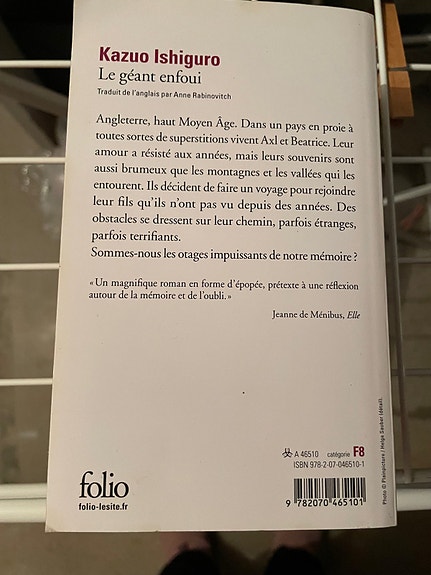 Kazuo Ishiguro
Le géant enfoui
Traduit de l'anglais par Anne Rabinovitch
Angleterre, haut Moyen Âge. Dans un pays en proie à
toutes sortes de superstitions vivent Axl et Beatrice. Leur
amour a résisté aux années, mais leurs souvenirs sont
aussi brumeux que les montagnes et les vallées qui les
entourent. Ils décident de faire un voyage pour rejoindre
leur fils qu'ils n'ont pas vu depuis des années. Des
obstacles se dressent sur leur chemin, parfois étranges,
parfois terrifiants.
Sommes-nous les otages impuissants de notre mémoire ?
« Un magnifique roman en forme d'épopée, prétexte à une réflexion
autour de la mémoire et de l'oubli. »
Jeanne de Ménibus, Elle
A 46510 catégorie F8
ISBN 978-2-07-046510-1
9 782070 465101
folio
folio-lesite.fr
Photo © Plainpicture / Helge Sauber (détail).